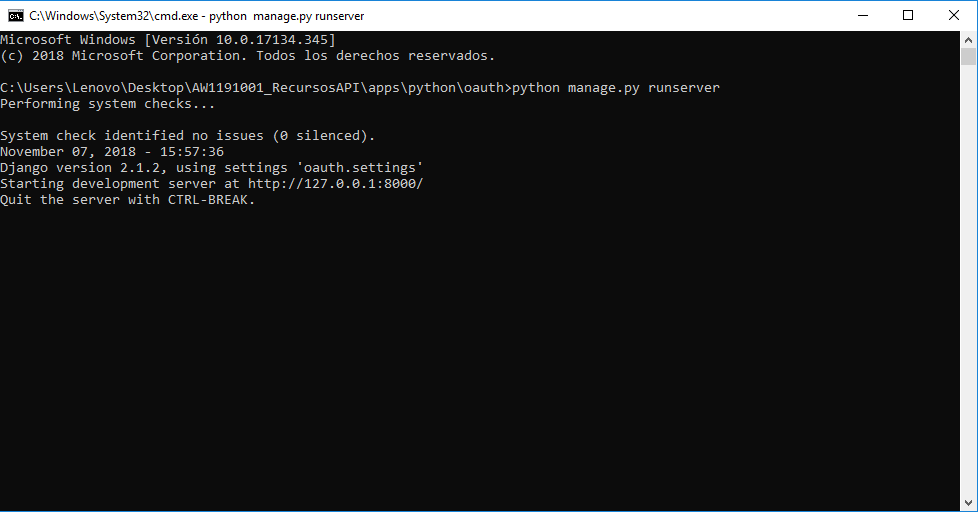 C:\Windows\System32\cmd.exe - python  manage.py runserver
Microsoft Windows [Versión 10.0.17134.345]
(c) 2018 Microsoft Corporation. Todos los derechos reservados.
C:\Users\Lenovo\Desktop\AW1191001_RecursosAPI\apps\python\oauth>python manage.py runserver
Performing system checks...
System check identified no issues (0 silenced).
November 07, 2018 - 15:57:36
Django version 2.1.2, using settings 'oauth.settings'
Starting development server at http://127.0.0.1:8000/
Quit the server with CTRL-BREAK.